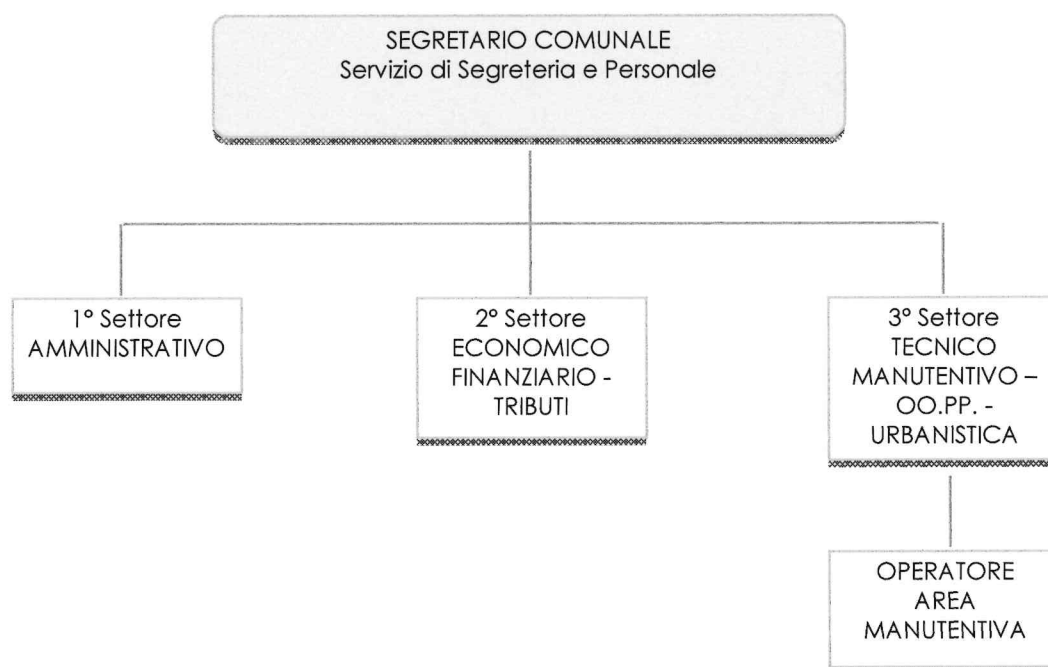 SEGRETARIO COMUNALE
Servizio di Segreteria e Personale
1° Settore
AMMINISTRATIVO
2° Settore
ECONOMICO
FINANZIARIO -
TRIBUTI
3° Settore
TECNICO
MANUTENTIVO –
OO.PP. -
URBANISTICA
OPERATORE
AREA
MANUTENTIVA